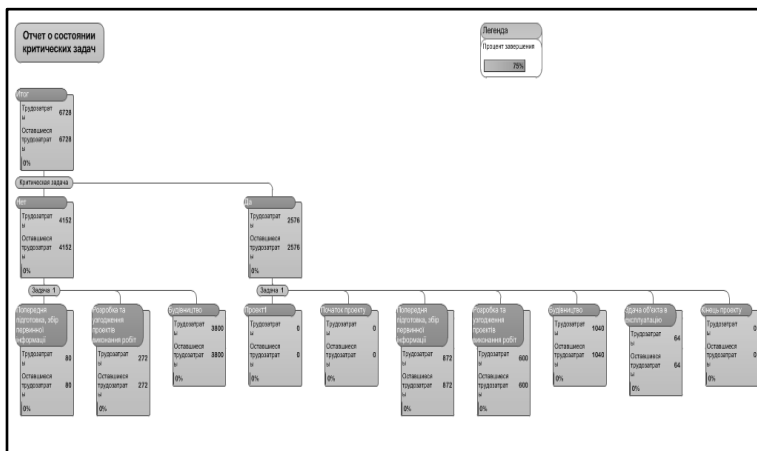 Отчет о состоянии
критических задач
Легенда
Процент завершения
75%
Итог
Трудозатрат
ы
6728
Оставшиеся
трудозатрат
ы
6728
0%
Критическая задача
Нет
Трудозатрат
ы
4152
Оставшиеся
трудозатрат
ы
4152
0%
Да
Трудозатрат
ы
2576
Оставшиеся
трудозатрат
ы
2576
0%
Задача 1
Задача 1
Попередня
підготовка, збір
первинної
інформації
Трудозатрат
ы
80
Оставшиеся
трудозатрат
ы
80
0%
Розробка та
узгодження
проектів
виконання робіт
Трудозатрат
ы
272
Оставшиеся
трудозатрат
ы
272
0%
Будівництво
Трудозатрат
ы
3800
Оставшиеся
трудозатрат
ы
3800
0%
Проект1
Трудозатрат
ы
0
Оставшиеся
трудозатрат
ы
0
0%
Початок проекту
Трудозатрат
ы
0
Оставшиеся
трудозатрат
ы
0
0%
Попередня
підготовка, збір
первинної
інформації
Трудозатрат
ы
872
Оставшиеся
трудозатрат
ы
872
0%
Розробка та
узгодження
проектів
виконання робіт
Трудозатрат
ы
600
Оставшиеся
трудозатрат
ы
600
0%
Будівництво
Трудозатрат
ы
1040
Оставшиеся
трудозатрат
ы
1040
0%
Здача об'єкта в
експлуатацію
Трудозатрат
ы
64
Оставшиеся
трудозатрат
ы
64
0%
Кінець проекту
Трудозатрат
ы
0
Оставшиеся
трудозатрат
ы
0
0%